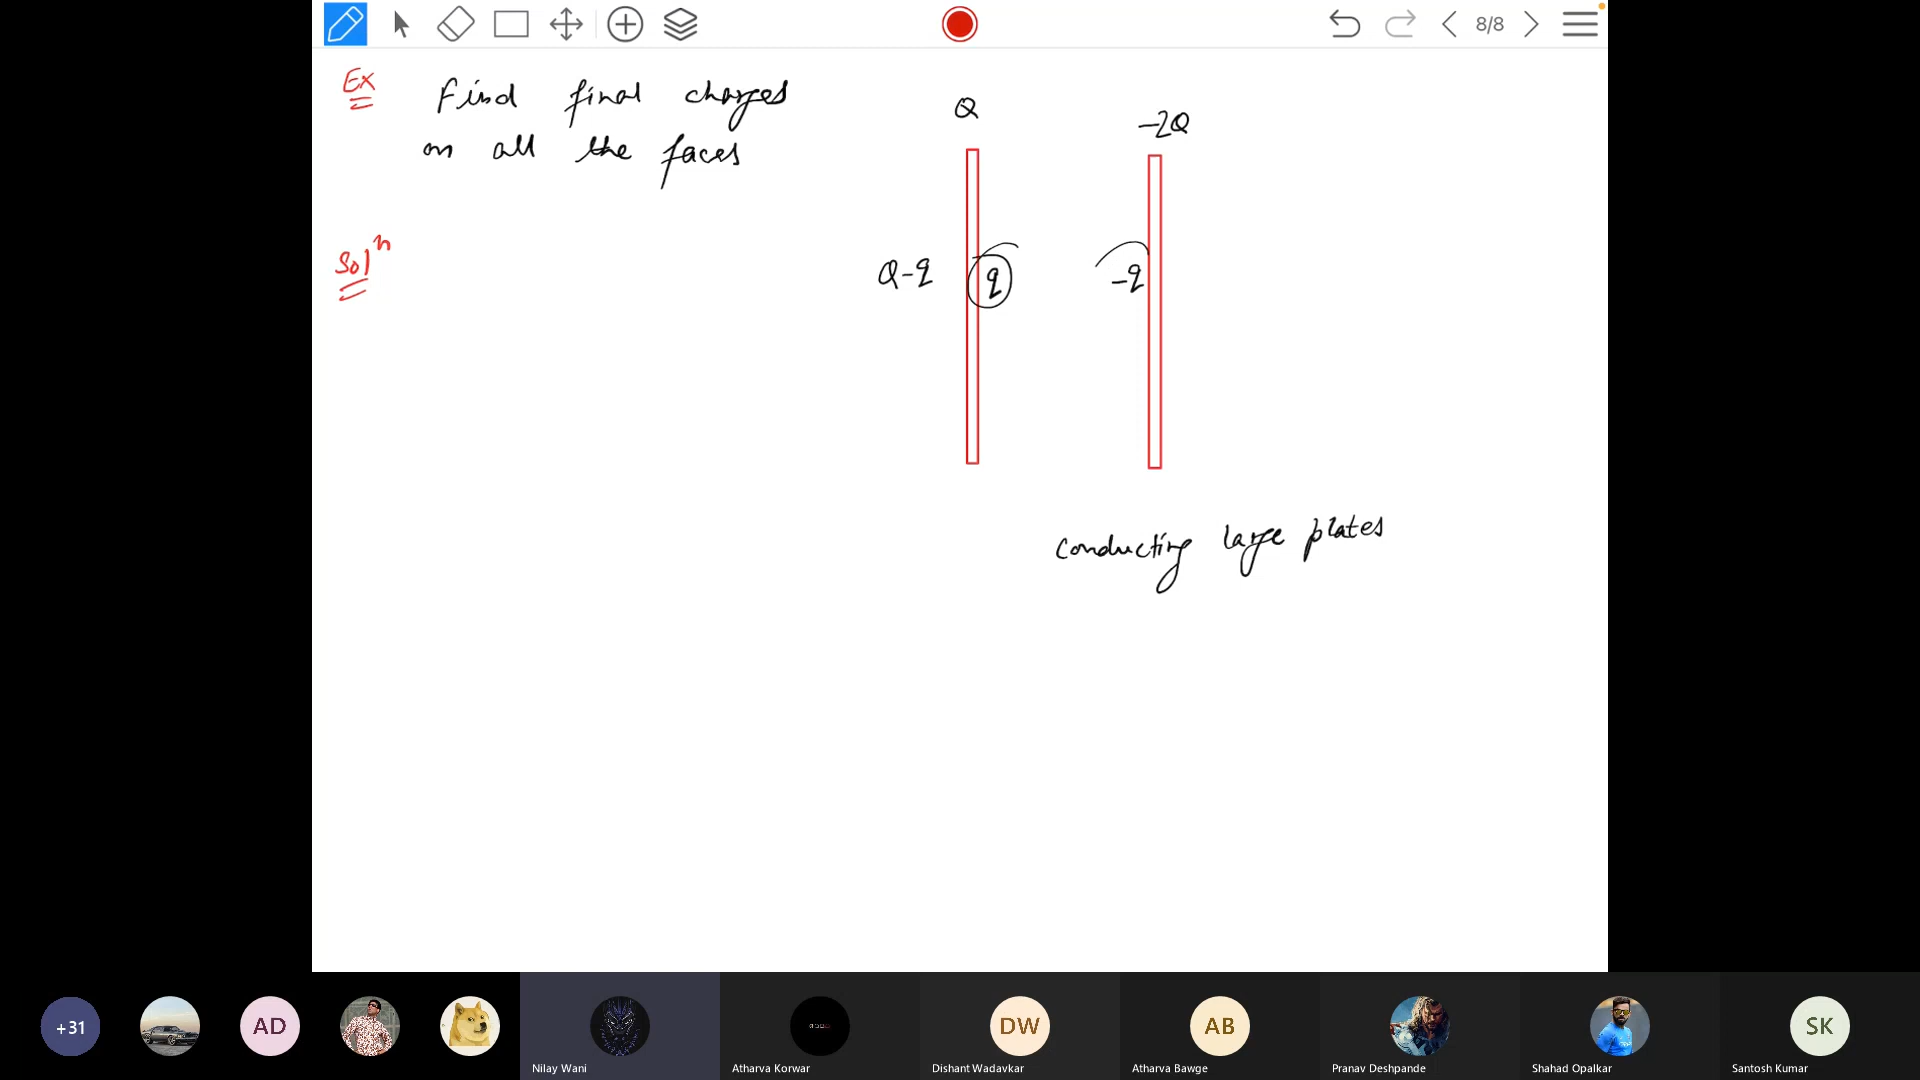 8/8
Ex Find final charges
on all the faces
Q
-2Q
Solⁿ
Q-q
q
-q
conducting large plates
+31
AD
DW
AB
SK
Nilay Wani
Atharva Korwar
Dishant Wadavkar
Atharva Bawge
Pranav Deshpande
Shahad Opalkar
Santosh Kumar